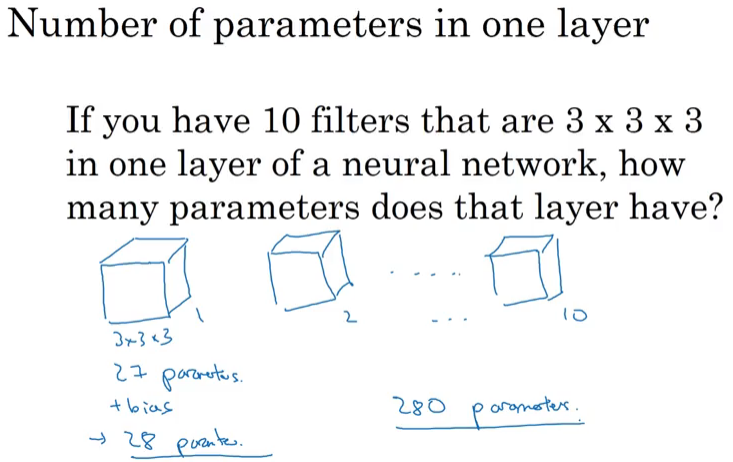 Number of parameters in one layer
If you have 10 filters that are 3 x 3 x 3
in one layer of a neural network, how
many parameters does that layer have?
1
2
10
3x3x3
27 parameters.
+ bias
→ 28
280 parameters.